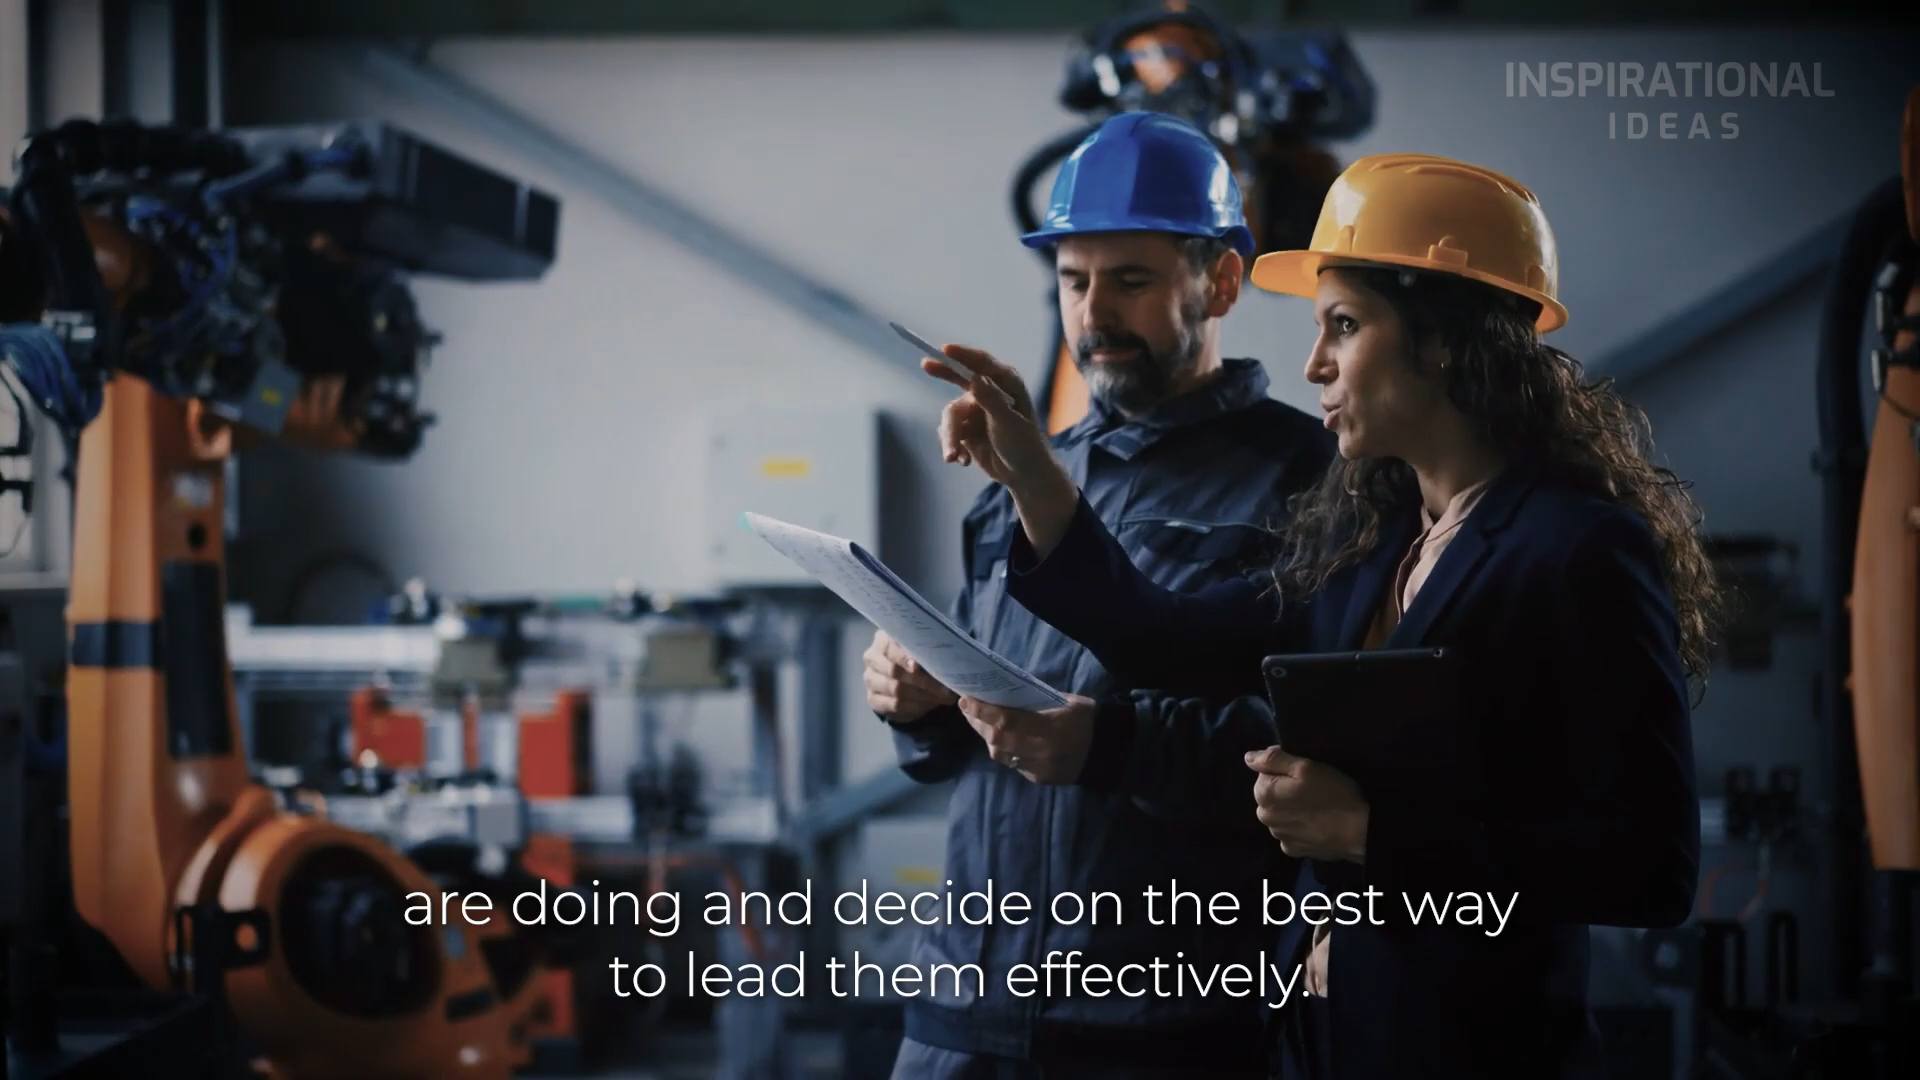 INSPIRATIONAL
IDEAS
are doing and decide on the best way
to lead them effectively.